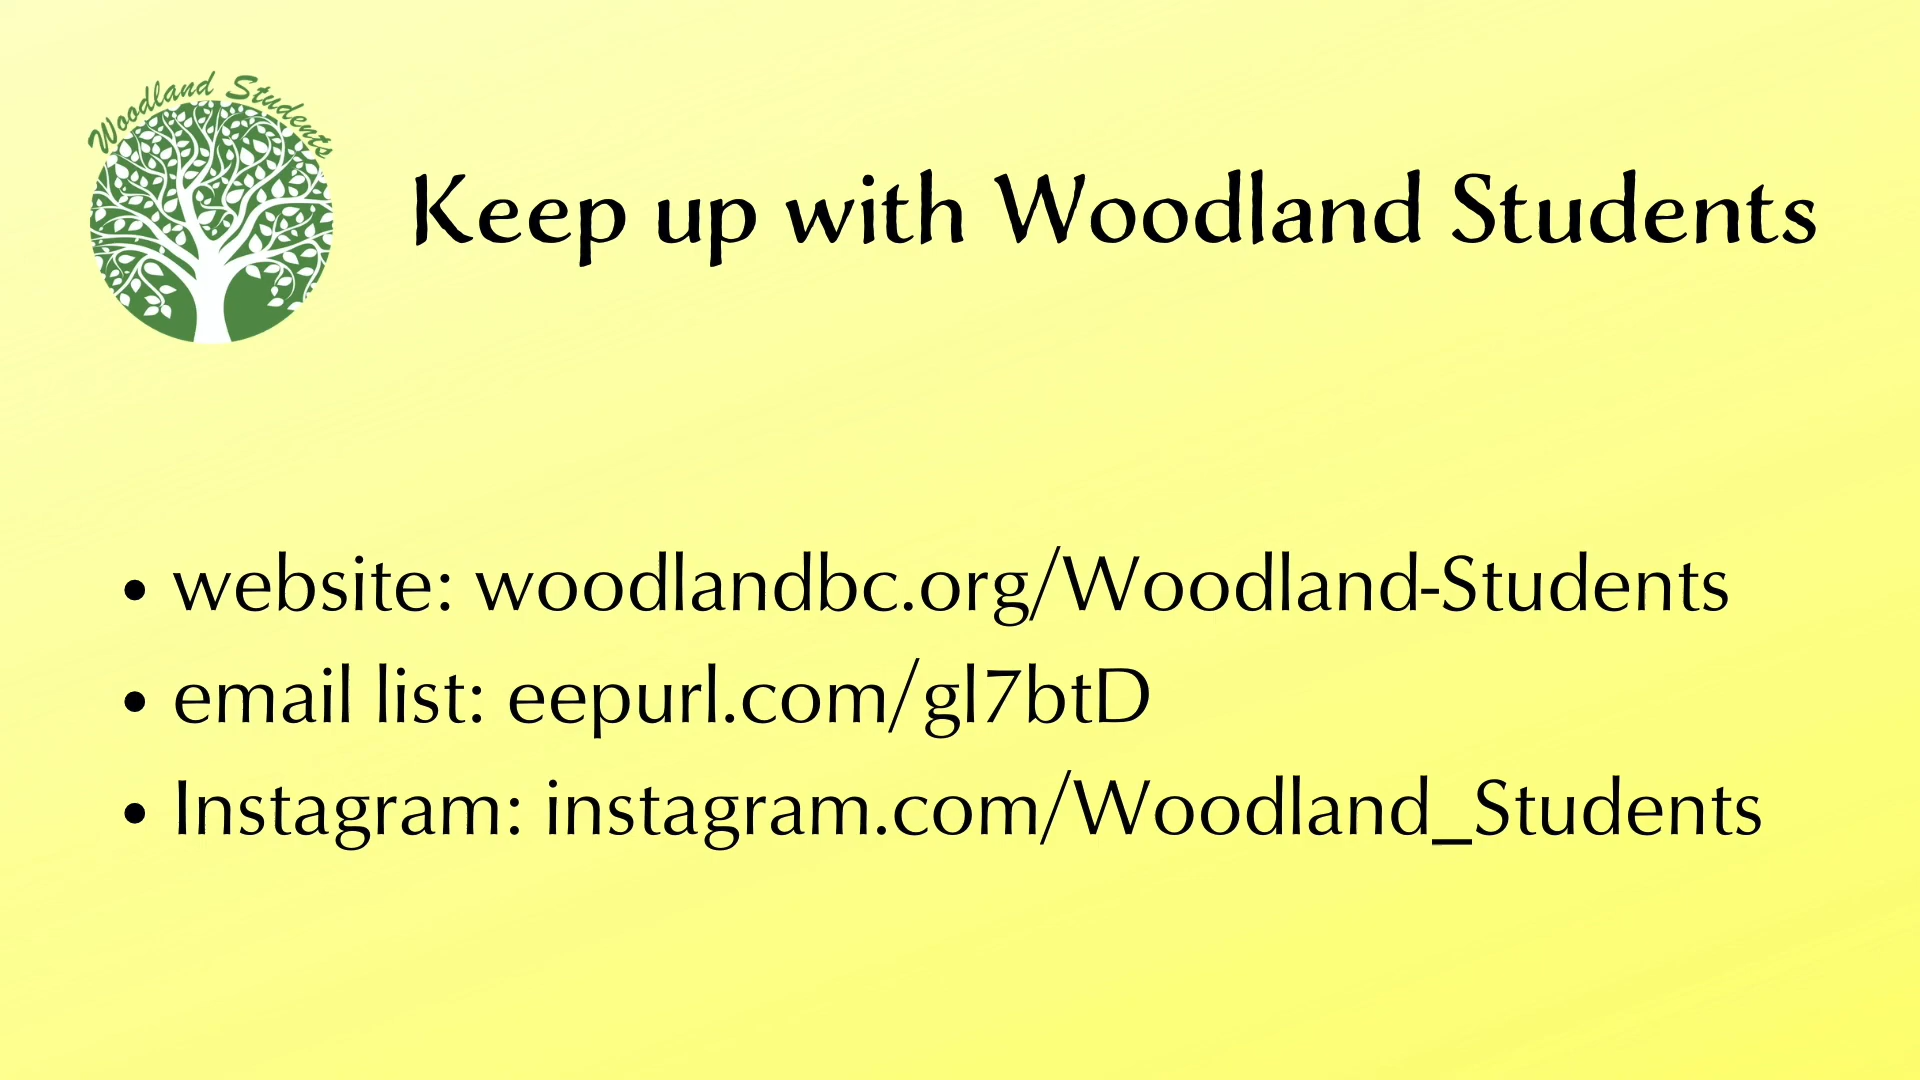 Woodland Students
Keep up with Woodland Students
• website: woodlandbc.org/Woodland-Students
• email list: eepurl.com/gl7btD
• Instagram: instagram.com/Woodland_Students